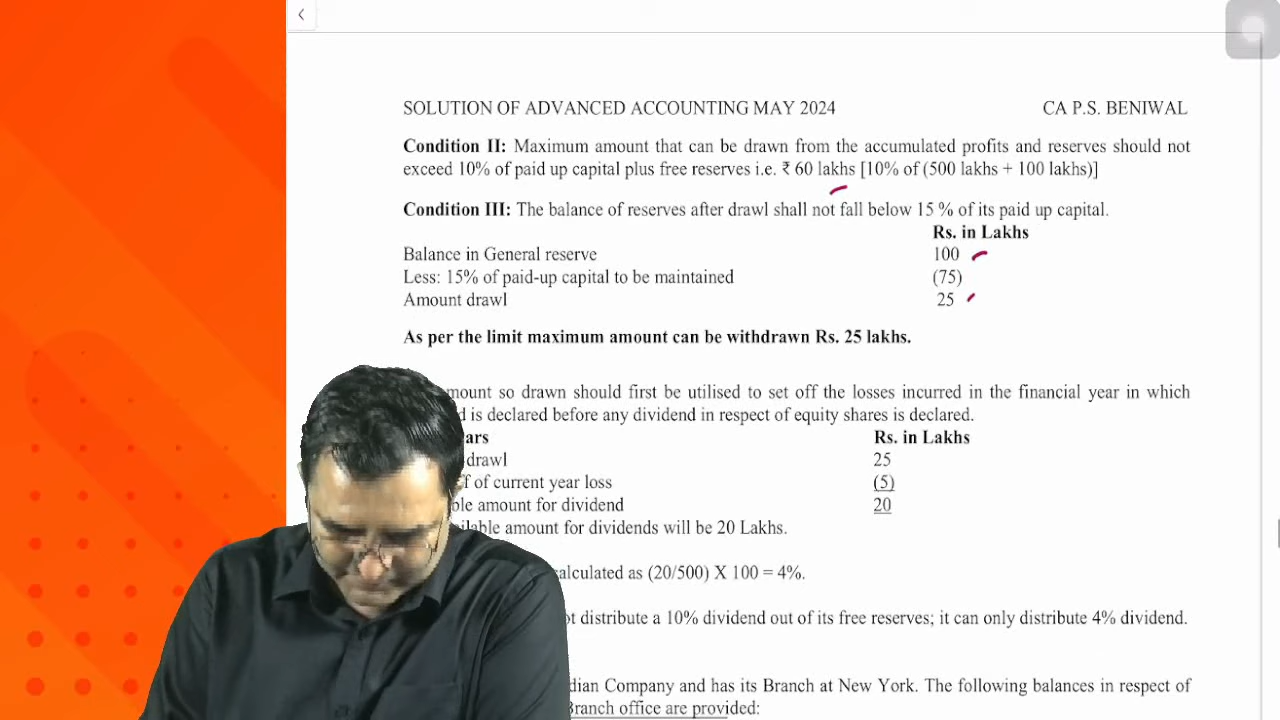 SOLUTION OF ADVANCED ACCOUNTING MAY 2024 CA P.S. BENIWAL
Condition II: Maximum amount that can be drawn from the accumulated profits and reserves should not
exceed 10% of paid up capital plus free reserves i.e. ₹ 60 lakhs [10% of (500 lakhs + 100 lakhs)]
Condition III: The balance of reserves after drawl shall not fall below 15 % of its paid up capital.
Rs. in Lakhs
Balance in General reserve 100
Less: 15% of paid-up capital to be maintained (75)
Amount drawl 25
As per the limit maximum amount can be withdrawn Rs. 25 lakhs.
so drawn should first be utilised to set off the losses incurred in the financial year in which
is declared before any dividend in respect of equity shares is declared.
Rs. in Lakhs
drawl 25
of current year loss (5)
amount for dividend 20
amount for dividends will be 20 Lakhs.
calculated as (20/500) X 100 = 4%.
distribute a 10% dividend out of its free reserves; it can only distribute 4% dividend.
Company and has its Branch at New York. The following balances in respect of
Branch office are provided: